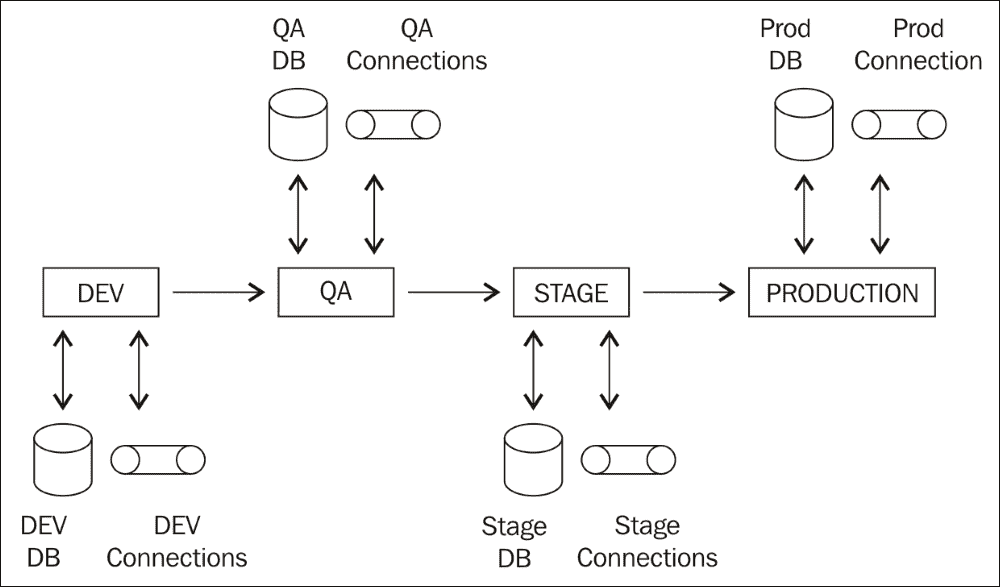 QA
DB
QA
Connections
Prod
DB
Prod
Connection
DEV
QA
STAGE
PRODUCTION
DEV
DB
DEV
Connections
Stage
DB
Stage
Connections